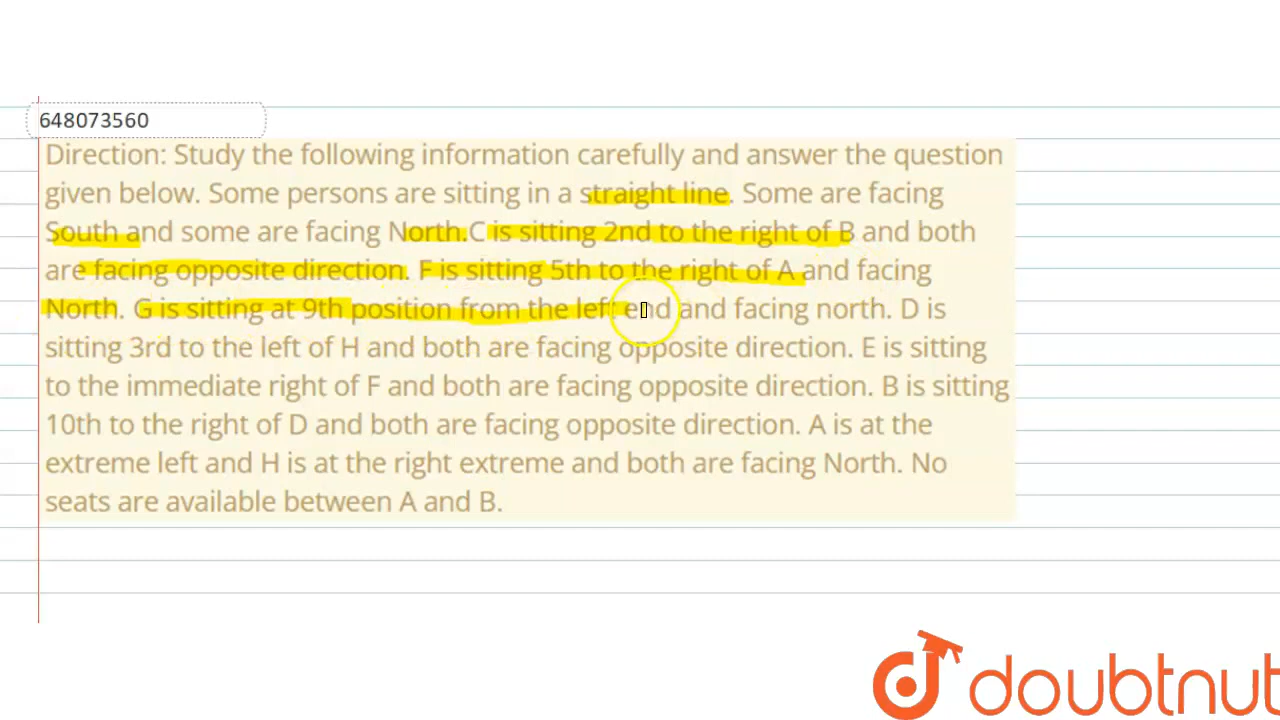 648073560
Direction: Study the following information carefully and answer the question
given below. Some persons are sitting in a straight line. Some are facing
South and some are facing North.C is sitting 2nd to the right of B and both
are facing opposite direction. F is sitting 5th to the right of A and facing
North. G is sitting at 9th position from the left end and facing north. D is
sitting 3rd to the left of H and both are facing opposite direction. E is sitting
to the immediate right of F and both are facing opposite direction. B is sitting
10th to the right of D and both are facing opposite direction. A is at the
extreme left and H is at the right extreme and both are facing North. No
seats are available between A and B.
doubtnut